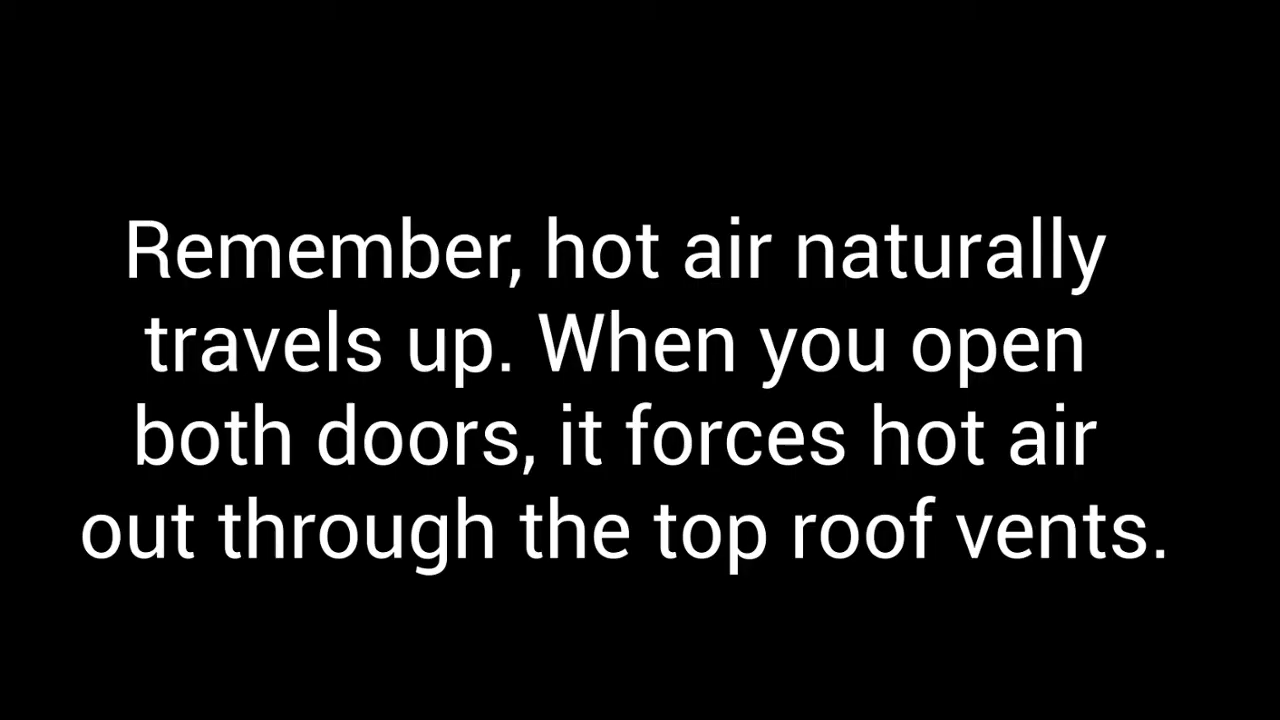 Remember, hot air naturally
travels up. When you open
both doors, it forces hot air
out through the top roof vents.